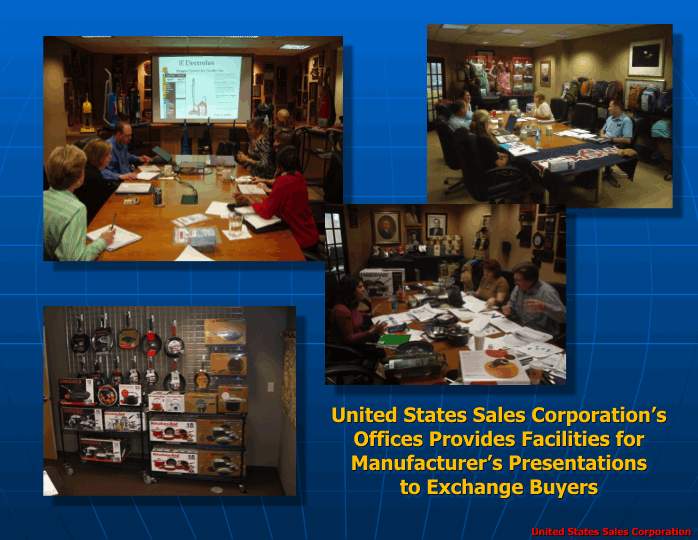 Electrolux
United States Sales Corporation’s
Offices Provides Facilities for
Manufacturer’s Presentations
to Exchange Buyers
United States Sales Corporation